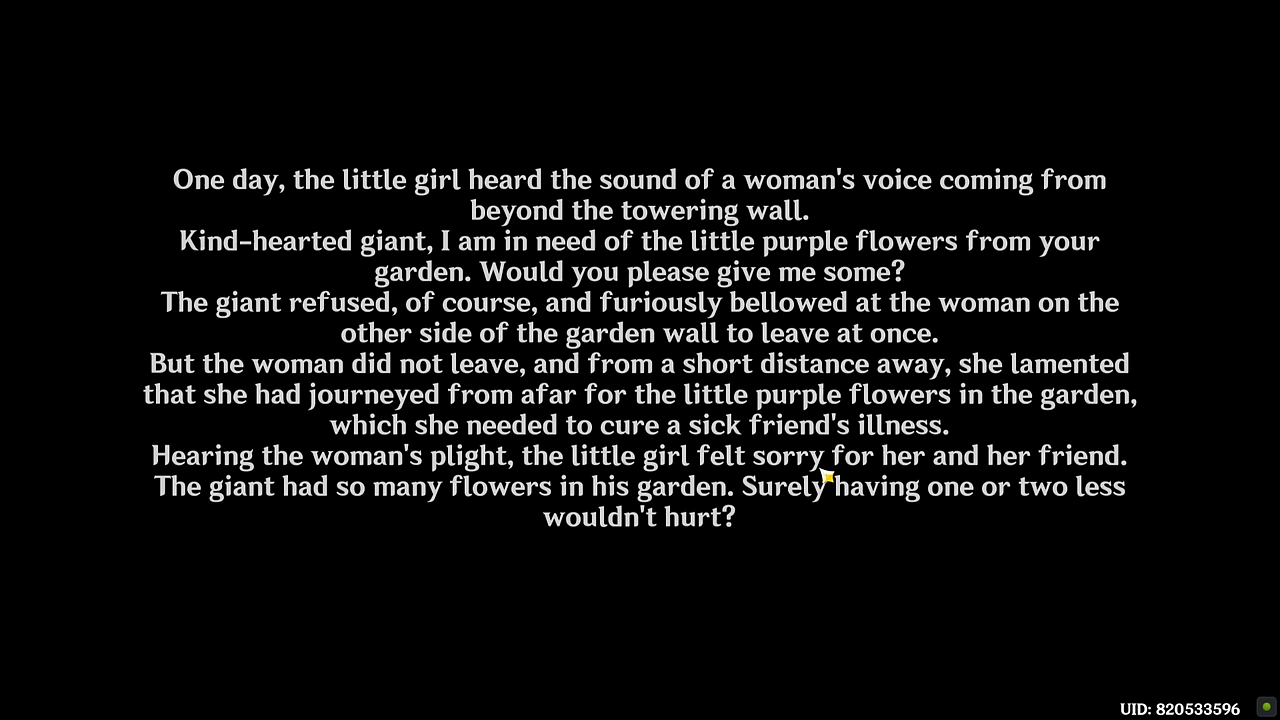 One day, the little girl heard the sound of a woman's voice coming from
beyond the towering wall.
Kind-hearted giant, I am in need of the little purple flowers from your
garden. Would you please give me some?
The giant refused, of course, and furiously bellowed at the woman on the
other side of the garden wall to leave at once.
But the woman did not leave, and from a short distance away, she lamented
that she had journeyed from afar for the little purple flowers in the garden,
which she needed to cure a sick friend's illness.
Hearing the woman's plight, the little girl felt sorry for her and her friend.
The giant had so many flowers in his garden. Surely having one or two less
wouldn't hurt?
UID: 820533596